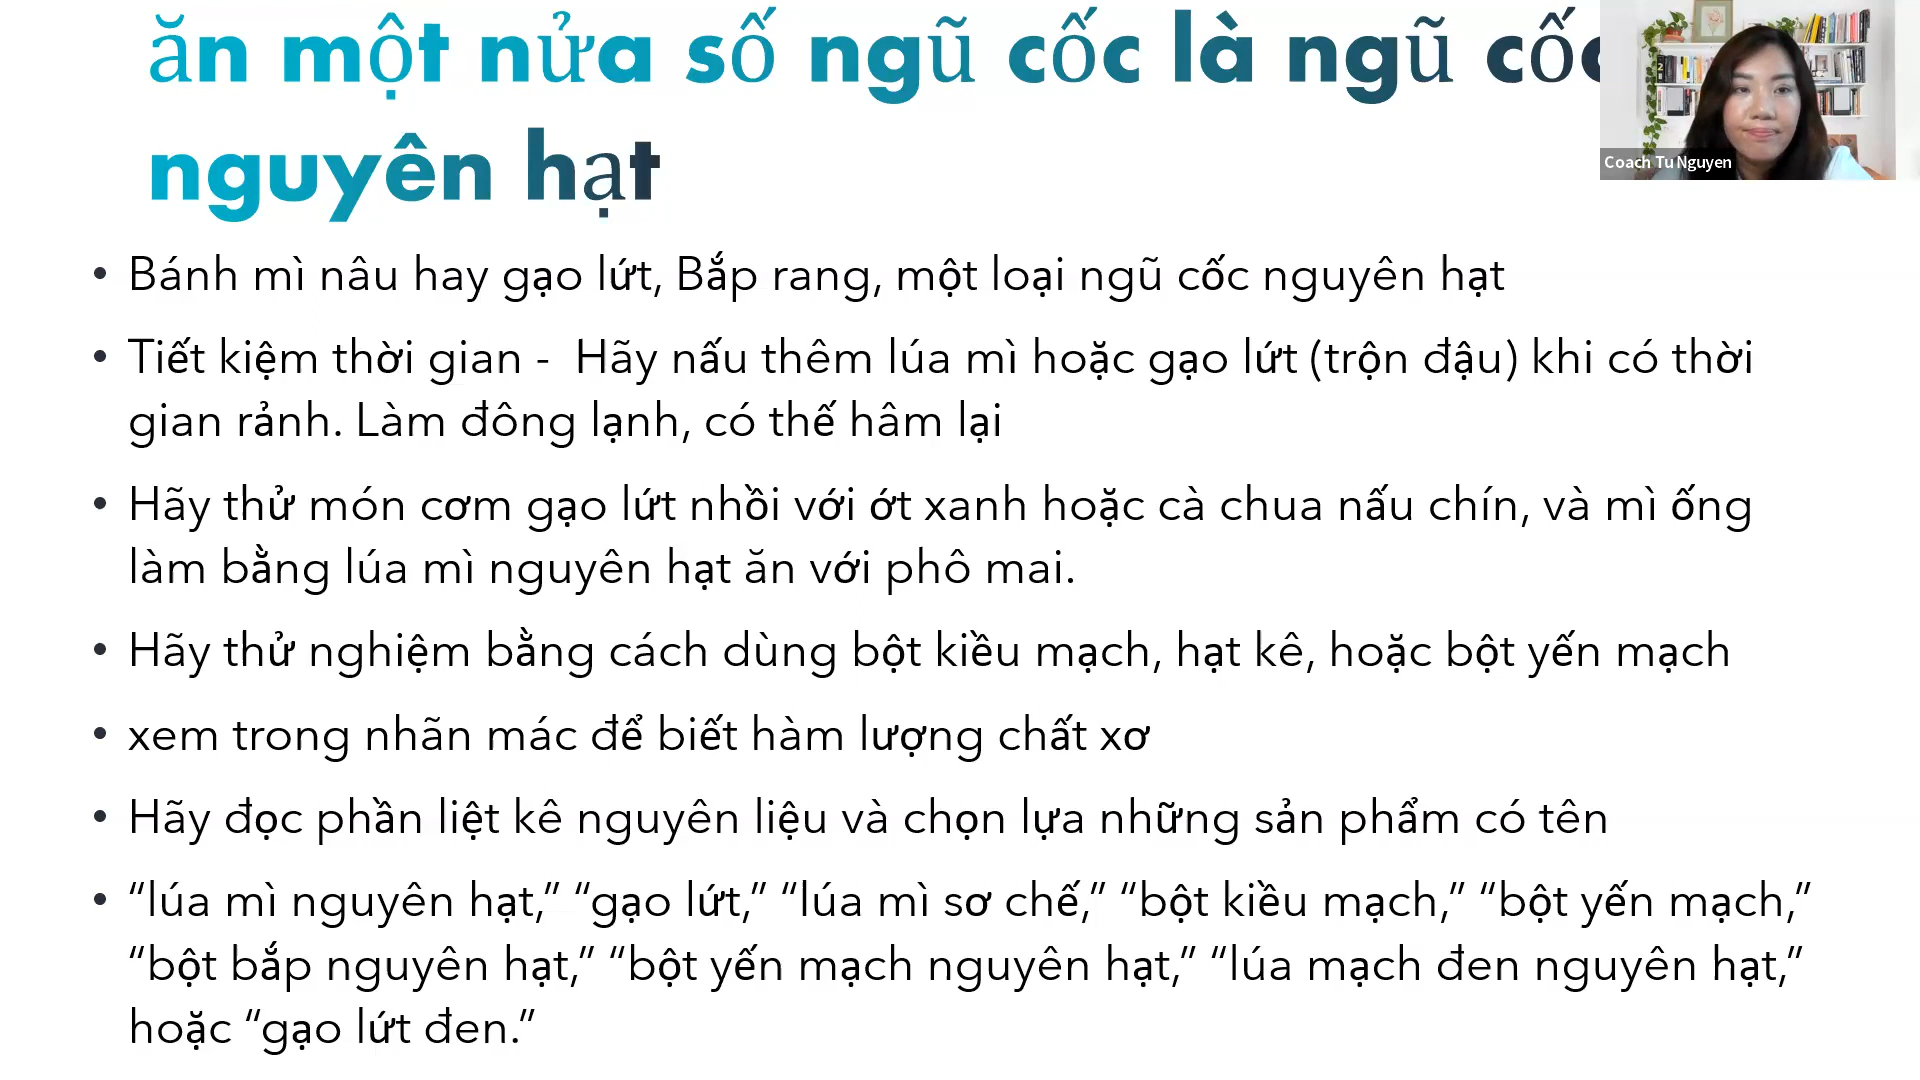 ăn một nửa số ngũ cốc là ngũ cốc
nguyên hạt
Coach Tu Nguyen
• Bánh mì nâu hay gạo lứt, Bắp rang, một loại ngũ cốc nguyên hạt
• Tiết kiệm thời gian - Hãy nấu thêm lúa mì hoặc gạo lứt (trộn đậu) khi có thời
gian rảnh. Làm đông lạnh, có thế hâm lại
• Hãy thử món cơm gạo lứt nhồi với ớt xanh hoặc cà chua nấu chín, và mì ống
làm bằng lúa mì nguyên hạt ăn với phô mai.
• Hãy thử nghiệm bằng cách dùng bột kiều mạch, hạt kê, hoặc bột yến mạch
• xem trong nhãn mác để biết hàm lượng chất xơ
• Hãy đọc phần liệt kê nguyên liệu và chọn lựa những sản phẩm có tên
• “lúa mì nguyên hạt,” “gạo lứt,” “lúa mì sơ chế,” “bột kiều mạch,” “bột yến mạch,”
“bột bắp nguyên hạt,” “bột yến mạch nguyên hạt,” “lúa mạch đen nguyên hạt,”
hoặc “gạo lứt đen.”